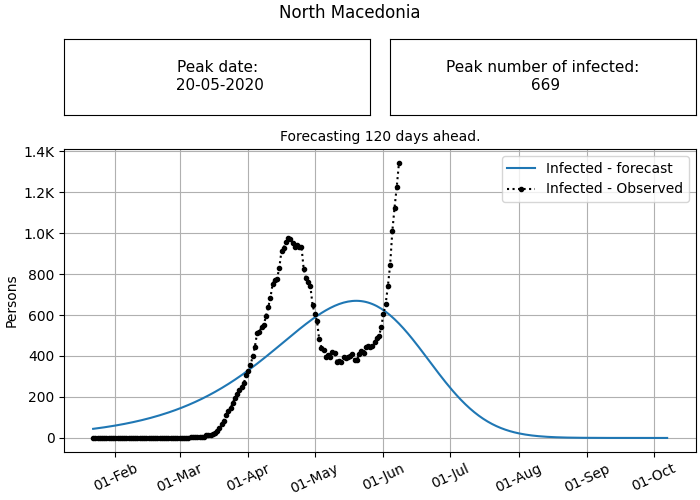 North Macedonia
Peak date:
20-05-2020
Peak number of infected:
669
Forecasting 120 days ahead.
1.4K
1.2K
1.0K
800
600
400
200
0
Persons
Infected - forecast
Infected - Observed
01-Feb
01-Mar
01-Apr
01-May
01-Jun
01-Jul
01-Aug
01-Sep
01-Oct